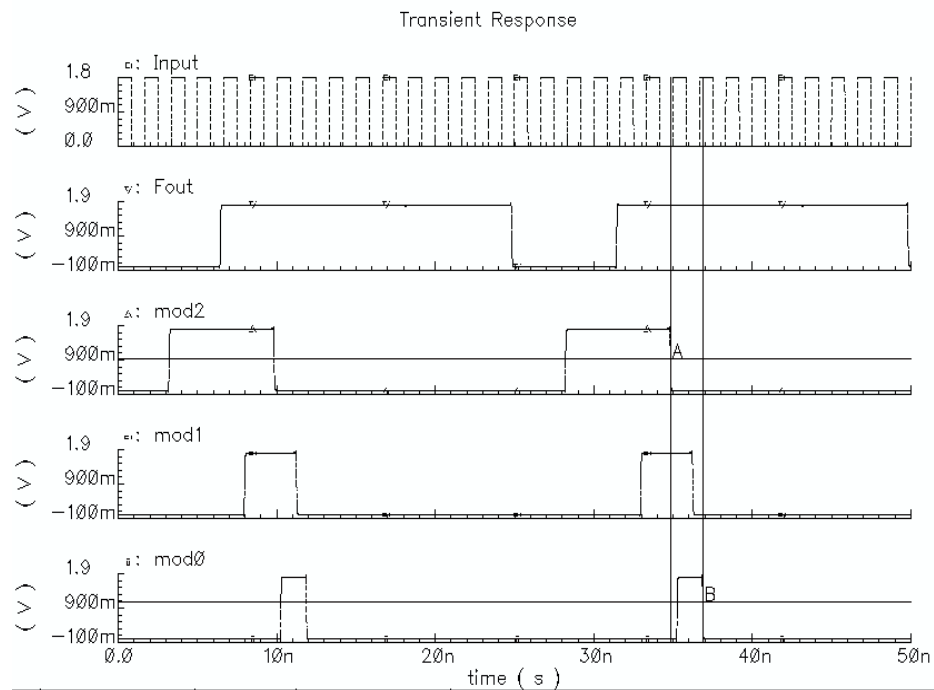 Transient Response
: Input
1.8
900m
0.0
(V)
: Fout
1.9
900m
-100m
(V)
: mod2
1.9
900m
-100m
(V)
A
: mod1
1.9
900m
-100m
(V)
: mod0
1.9
900m
-100m
(V)
B
0.0 10n 20n 30n 40n 50n
time ( s )